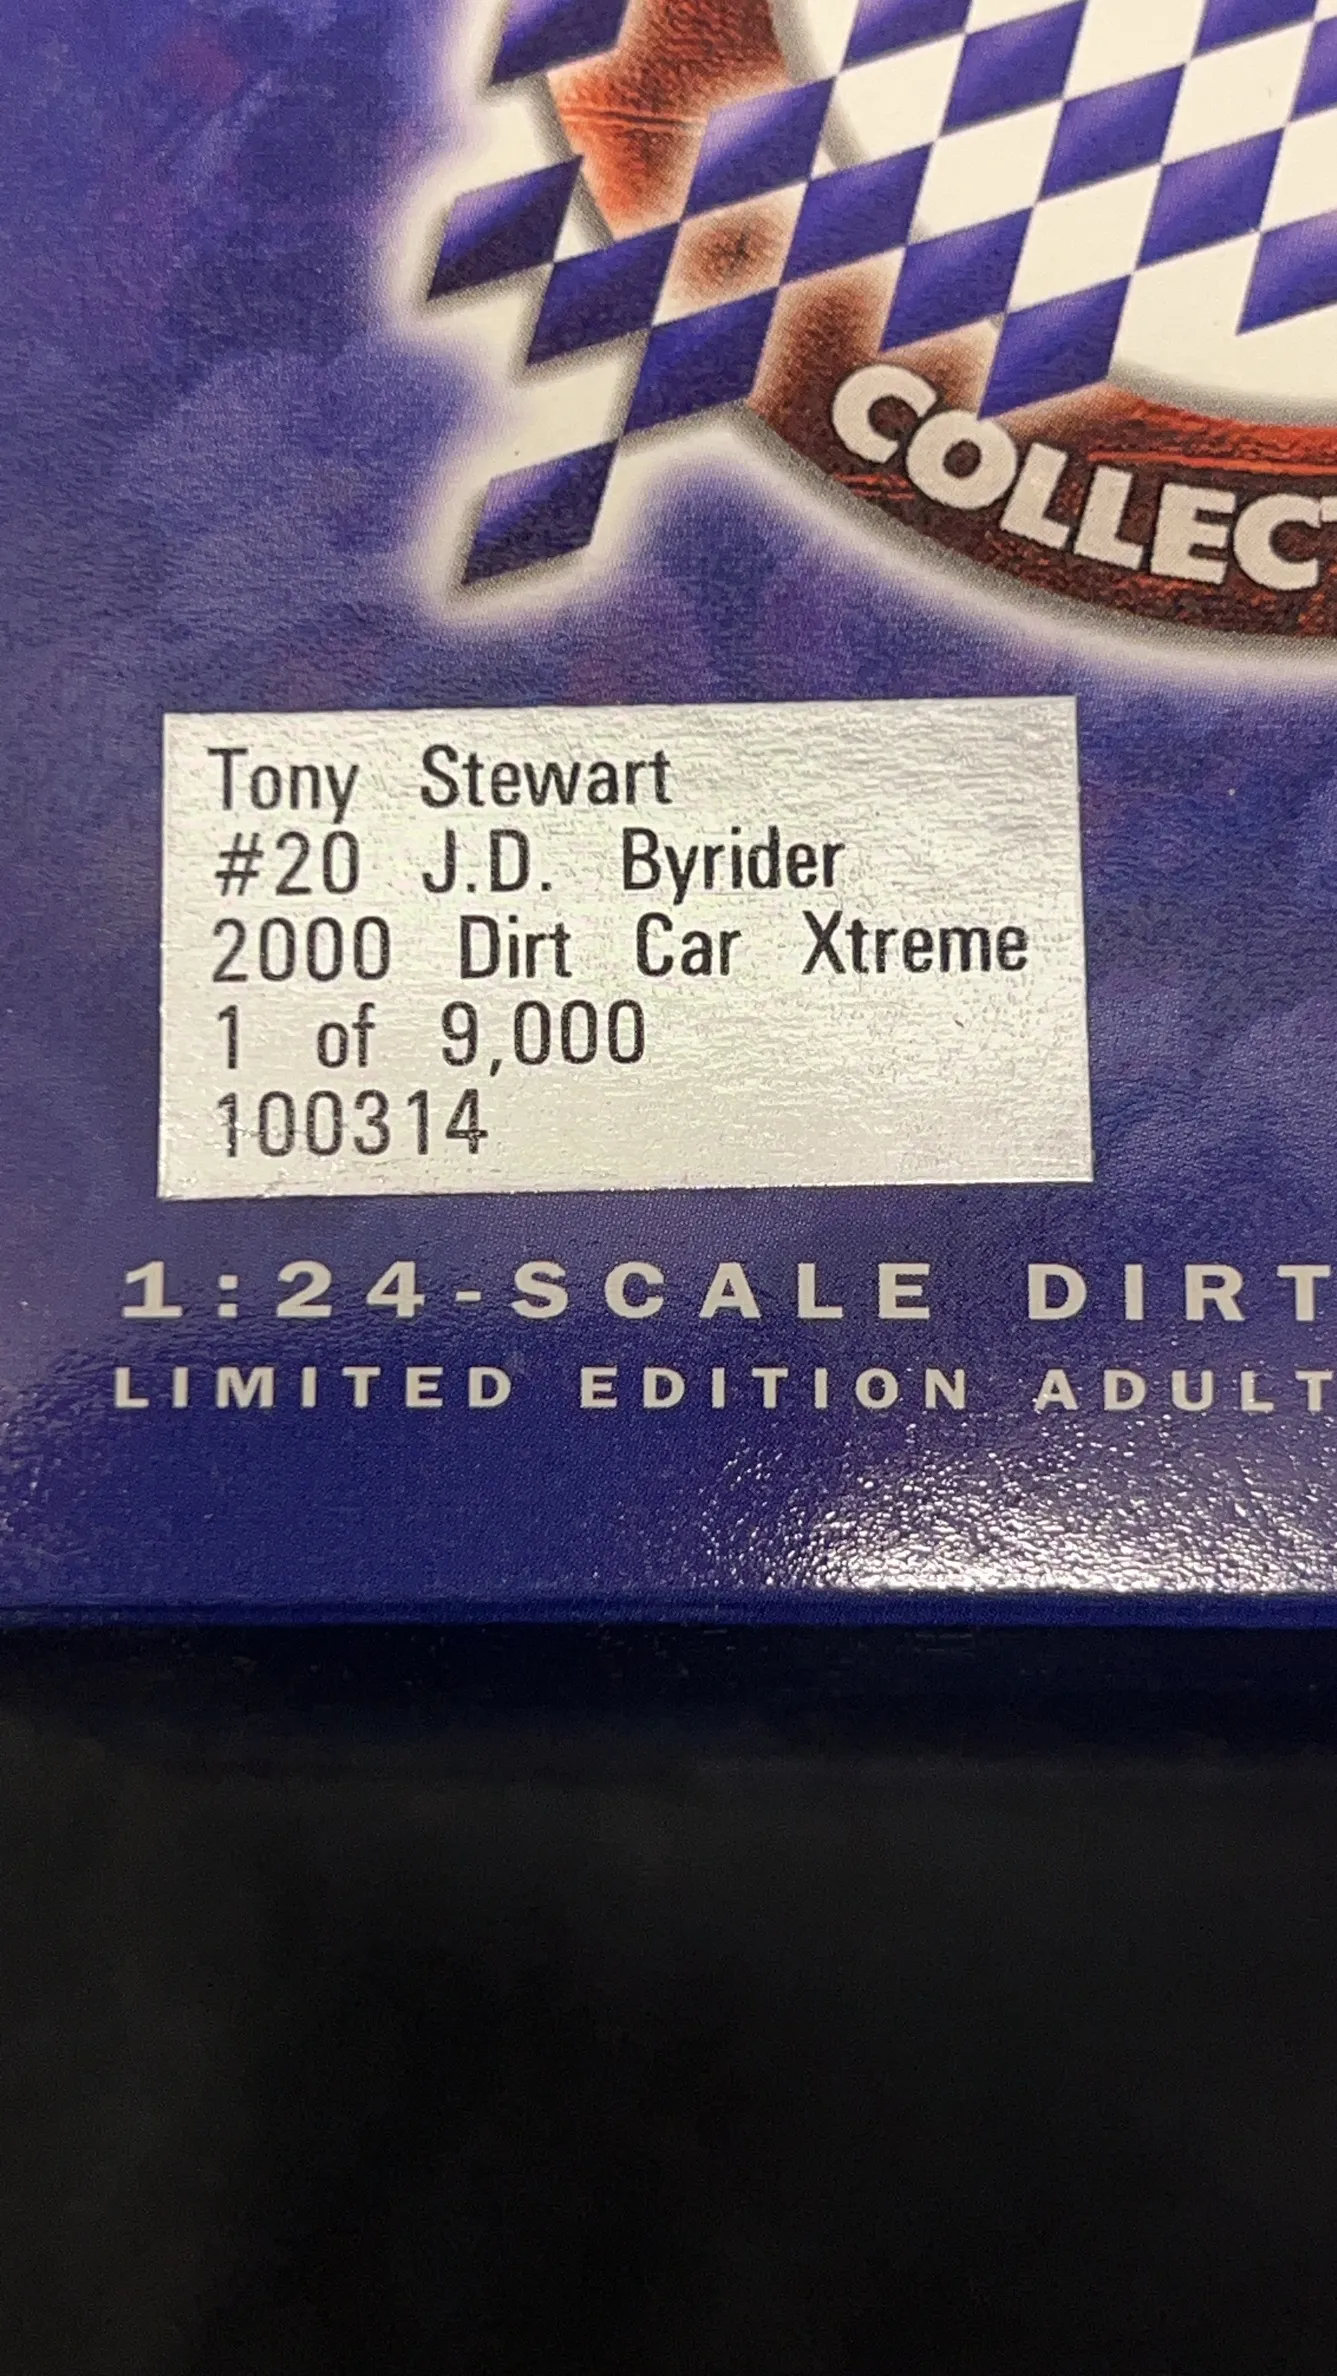 COLLECT
Tony Stewart
#20 J.D. Byrider
2000 Dirt Car Xtreme
1 of 9,000
100314
1:24-SCALE DIRT
LIMITED EDITION ADULT